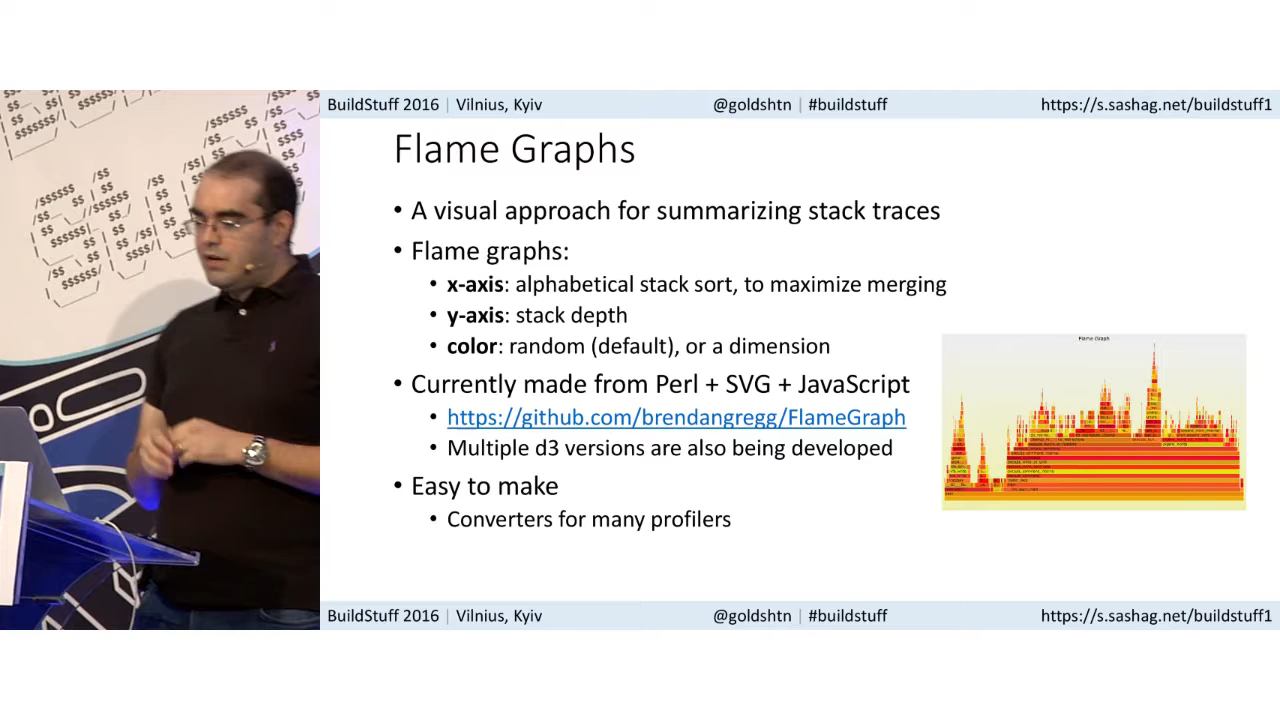 BuildStuff 2016 | Vilnius, Kyiv @goldshtn | #buildstuff https://s.sashag.net/buildstuff1
Flame Graphs
• A visual approach for summarizing stack traces
• Flame graphs:
• x-axis: alphabetical stack sort, to maximize merging
• y-axis: stack depth
• color: random (default), or a dimension
Flame Graph
• Currently made from Perl + SVG + JavaScript
• https://github.com/brendangregg/FlameGraph
• Multiple d3 versions are also being developed
• Easy to make
• Converters for many profilers
BuildStuff 2016 | Vilnius, Kyiv @goldshtn | #buildstuff https://s.sashag.net/buildstuff1